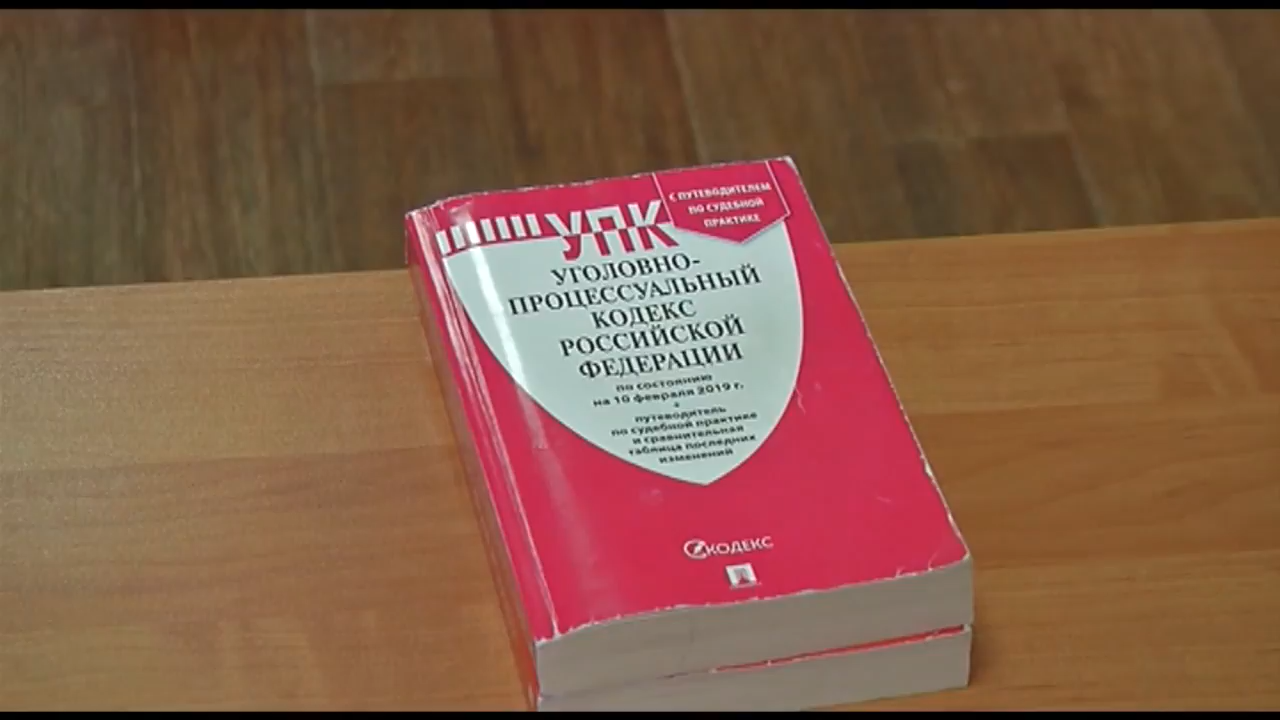 УПК
С ПУТЕВОДИТЕЛЕМ
ПО СУДЕБНОЙ
ПРАКТИКЕ
УГОЛОВНО-
ПРОЦЕССУАЛЬНЫЙ
КОДЕКС
РОССИЙСКОЙ
ФЕДЕРАЦИИ
по состоянию
на 10 февраля 2019 г.
+
путеводитель
по судебной практике
и сравнительная
таблица последних
изменений
КОДЕКС